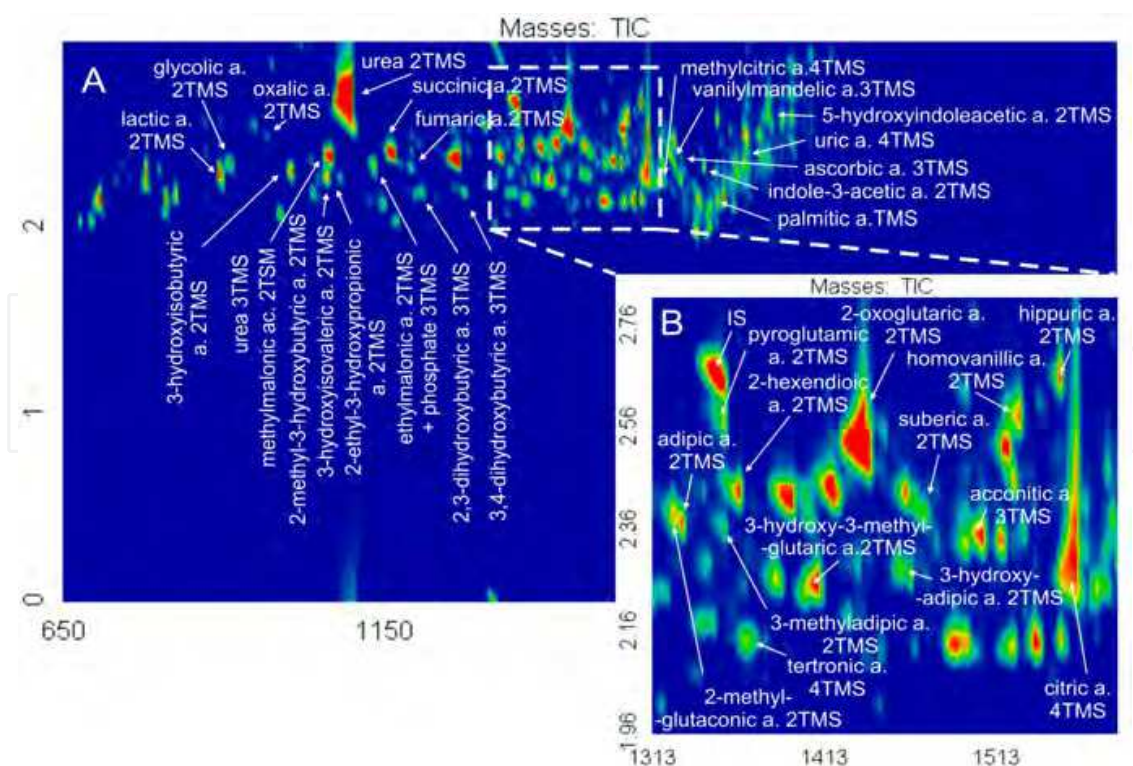 Masses: TIC
A
glycolic a.
2TMS
oxalic a.
2TMS
lactic a.
2TMS
urea 2TMS
succinic a.2TMS
fumaric a.2TMS
methylcitric a.4TMS
vanilylmandelic a.3TMS
5-hydroxyindoleacetic a. 2TMS
uric a. 4TMS
ascorbic a. 3TMS
indole-3-acetic a. 2TMS
palmitic a.TMS
3-hydroxyisobutyric
a. 2TMS
urea 3TMS
methylmalonic ac. 2TSM
2-methyl-3-hydroxybutyric a. 2TMS
3-hydroxyisovaleric a. 2TMS
2-ethyl-3-hydroxypropionic
a. 2TMS
ethylmalonic a. 2TMS
+ phosphate 3TMS
2,3-dihydroxybutyric a. 3TMS
3,4-dihydroxbutyric a. 3TMS
2
1
0
650
1150
Masses: TIC
B
IS
pyroglutamic
a. 2TMS
2-hexendioic
a. 2TMS
2-oxoglutaric a.
2TMS
hippuric a.
2TMS
homovanillic a.
2TMS
suberic a.
2TMS
adipic a.
2TMS
acconitic a
3TMS
3-hydroxy-3-methyl-
-glutaric a.2TMS
3-hydroxy-
-adipic a. 2TMS
3-methyladipic a.
2TMS
tertronic a.
4TMS
2-methyl-
-glutaconic a. 2TMS
citric a.
4TMS
2.76
2.56
2.36
2.16
1.96
1313
1413
1513